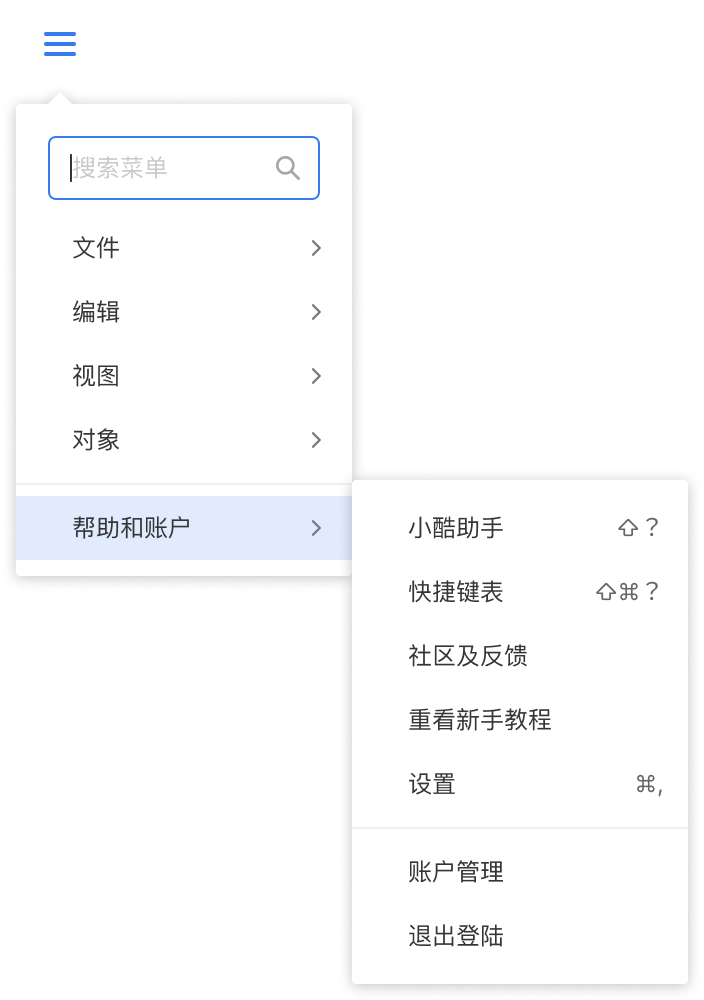 搜索菜单
文件
编辑
视图
对象
帮助和账户
小酷助手 ⇧?
快捷键表 ⇧⌘?
社区及反馈
重看新手教程
设置 ⌘,
账户管理
退出登陆